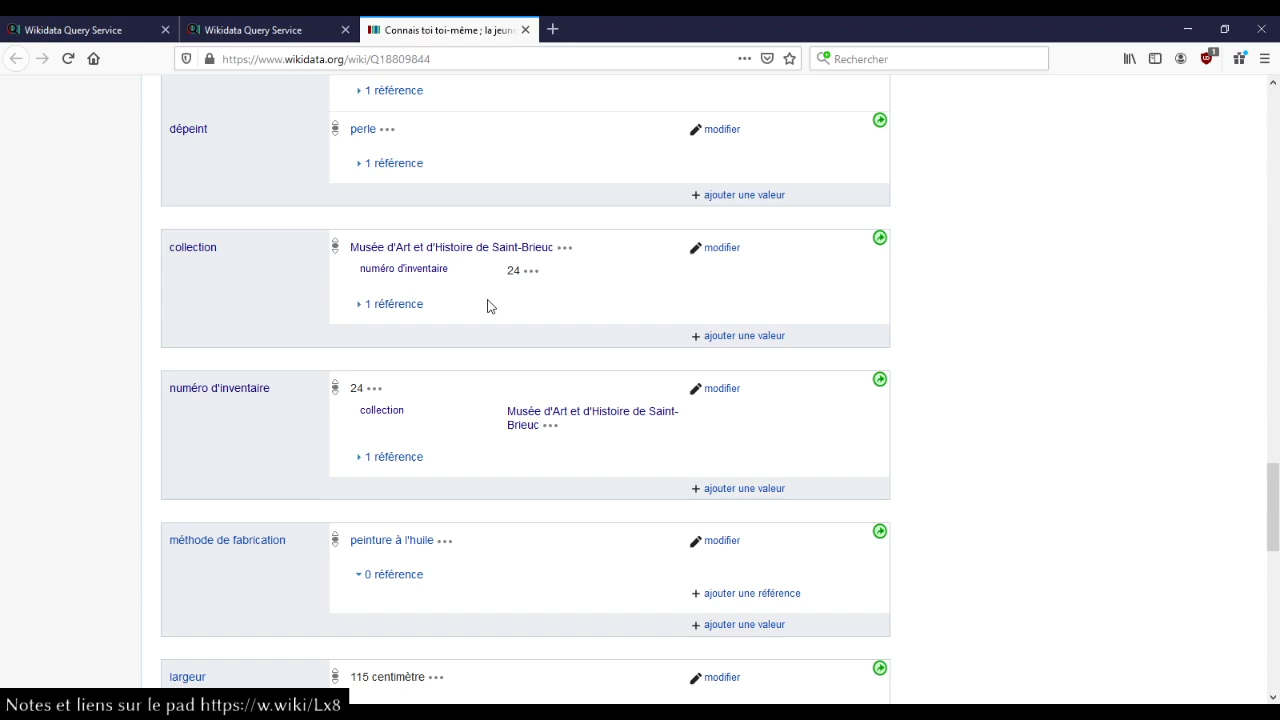 Wikidata Query Service
Wikidata Query Service
Connais toi toi-même ; la jeun
https://www.wikidata.org/wiki/Q18809844
Rechercher
1
1 référence
dépeint
perle
modifier
1 référence
+ ajouter une valeur
collection
Musée d'Art et d'Histoire de Saint-Brieuc
modifier
numéro d'inventaire
24
1 référence
+ ajouter une valeur
numéro d'inventaire
24
modifier
collection
Musée d'Art et d'Histoire de Saint-
Brieuc
1 référence
+ ajouter une valeur
méthode de fabrication
peinture à l'huile
modifier
0 référence
+ ajouter une référence
+ ajouter une valeur
largeur
115 centimètre
modifier
Notes et liens sur le pad https://w.wiki/Lx8